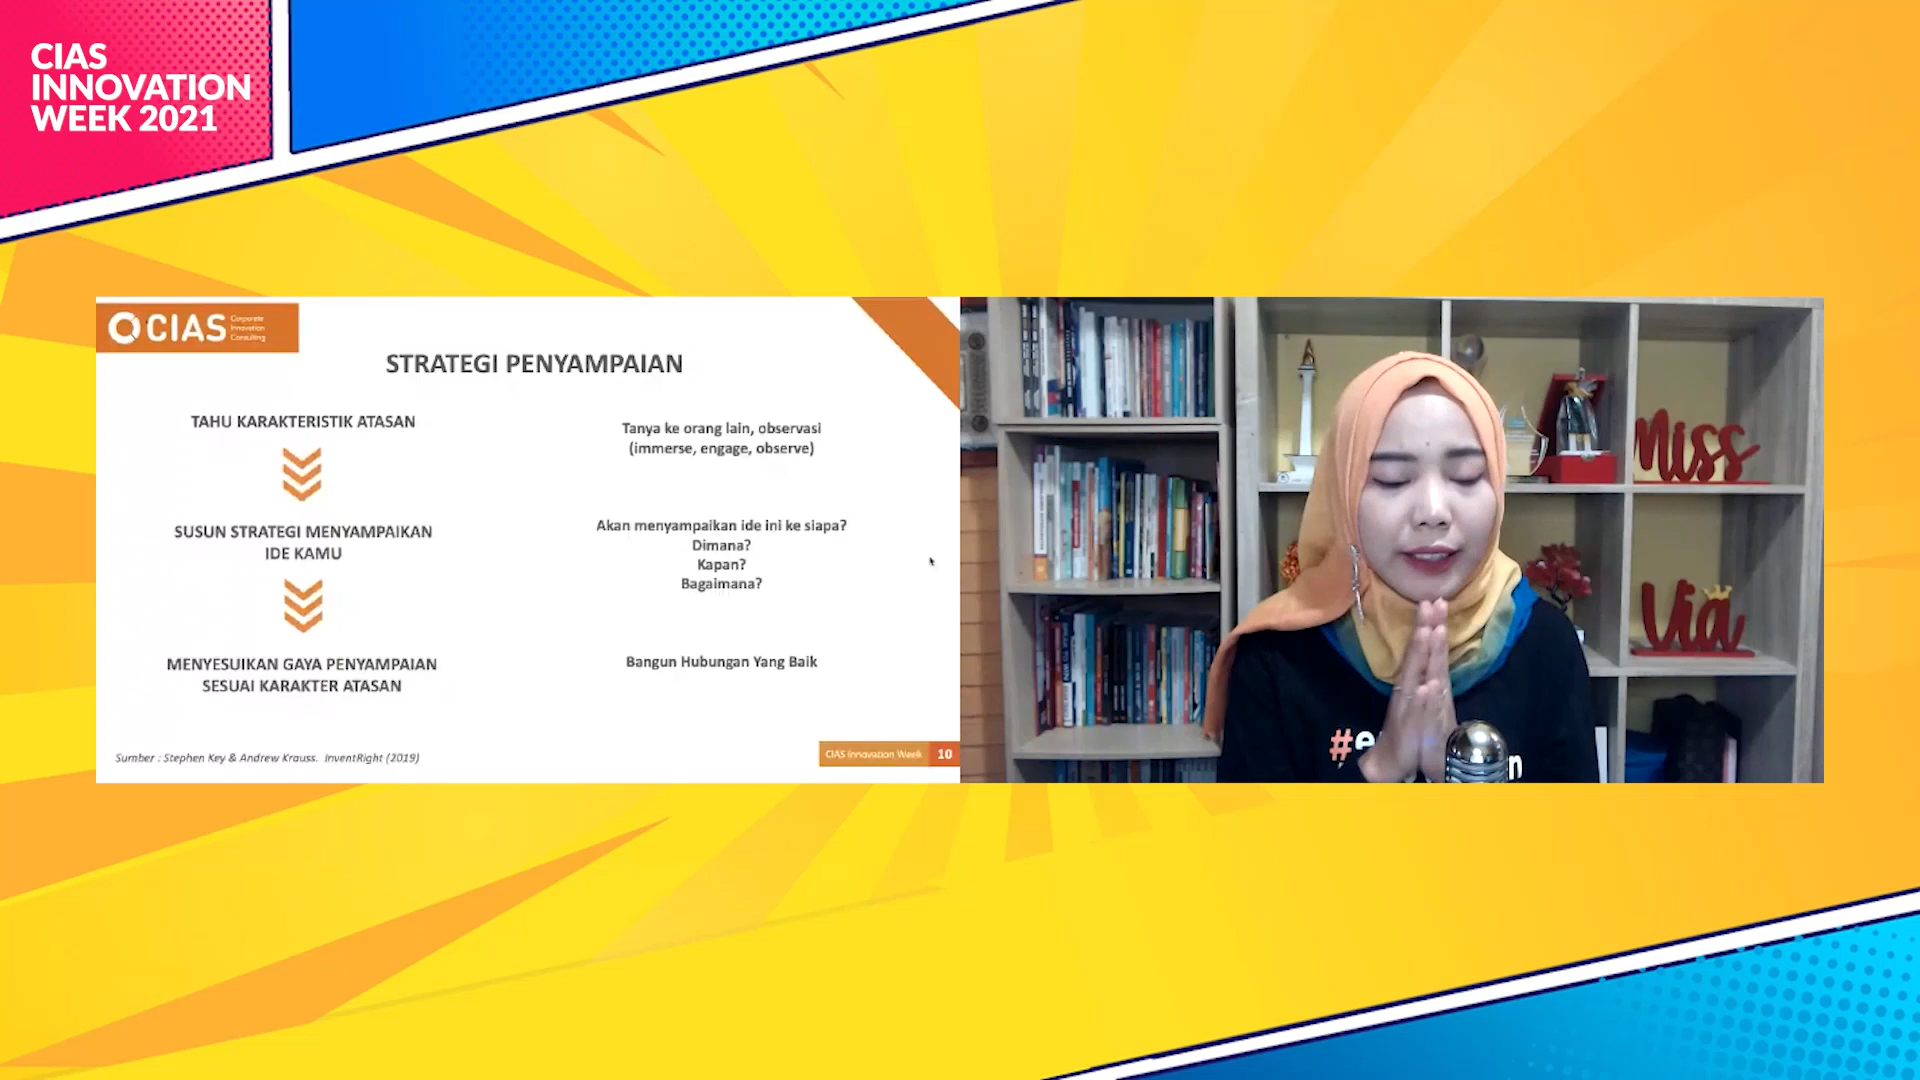 CIAS
INNOVATION
WEEK 2021
CIAS
Corporate
Innovation
Consulting
STRATEGI PENYAMPAIAN
TAHU KARAKTERISTIK ATASAN
Tanya ke orang lain, observasi
(immerse, engage, observe)
SUSUN STRATEGI MENYAMPAIKAN
IDE KAMU
Akan menyampaikan ide ini ke siapa?
Dimana?
Kapan?
Bagaimana?
MENYESUIKAN GAYA PENYAMPAIAN
SESUAI KARAKTER ATASAN
Bangun Hubungan Yang Baik
Sumber : Stephen Key & Andrew Krauss. InventRight (2019)
CIAS Innovation Week 10
Miss
Via